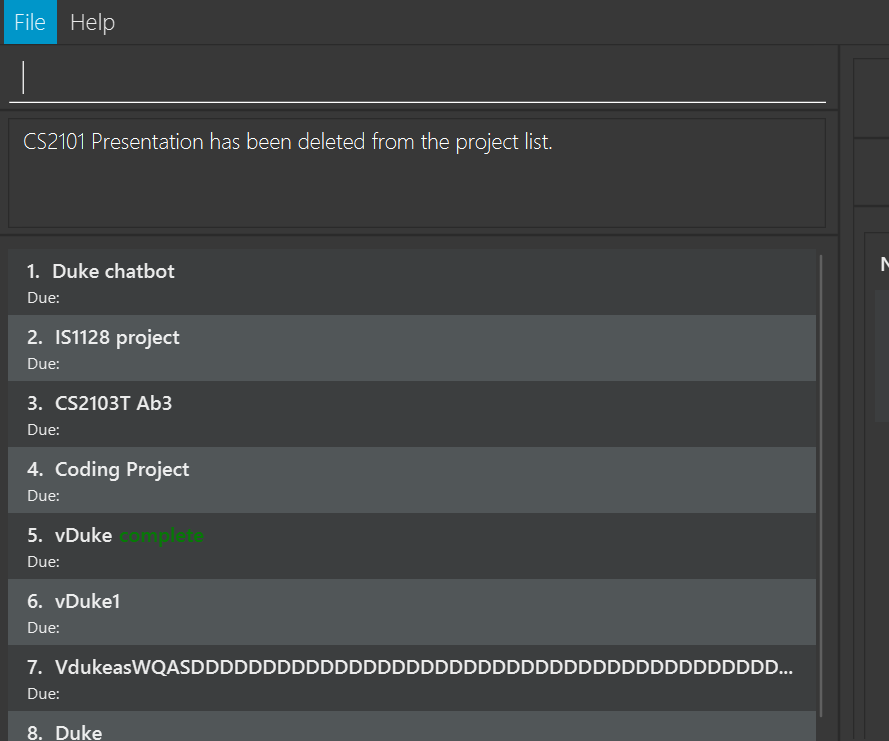 File Help
CS2101 Presentation has been deleted from the project list.
N
1. Duke chatbot
Due:
2. IS1128 project
Due:
3. CS2103T Ab3
Due:
4. Coding Project
Due:
5. vDuke complete
Due:
6. vDuke1
Due:
7. VdukeasWQASDDDDDDDDDDDDDDDDDDDDDDDDDDDDDDDDDDDDDDDDD...
Due:
8. Duke